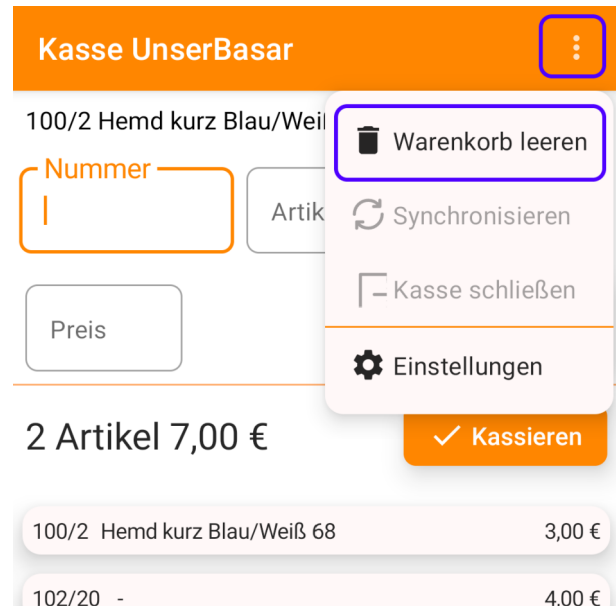 Kasse UnserBasar
100/2 Hemd kurz Blau/Weiß
Warenkorb leeren
Nummer
Artik
Synchronisieren
Kasse schließen
Preis
Einstellungen
2 Artikel 7,00 €
Kassieren
100/2 Hemd kurz Blau/Weiß 68 3,00 €
102/20 - 4,00 €